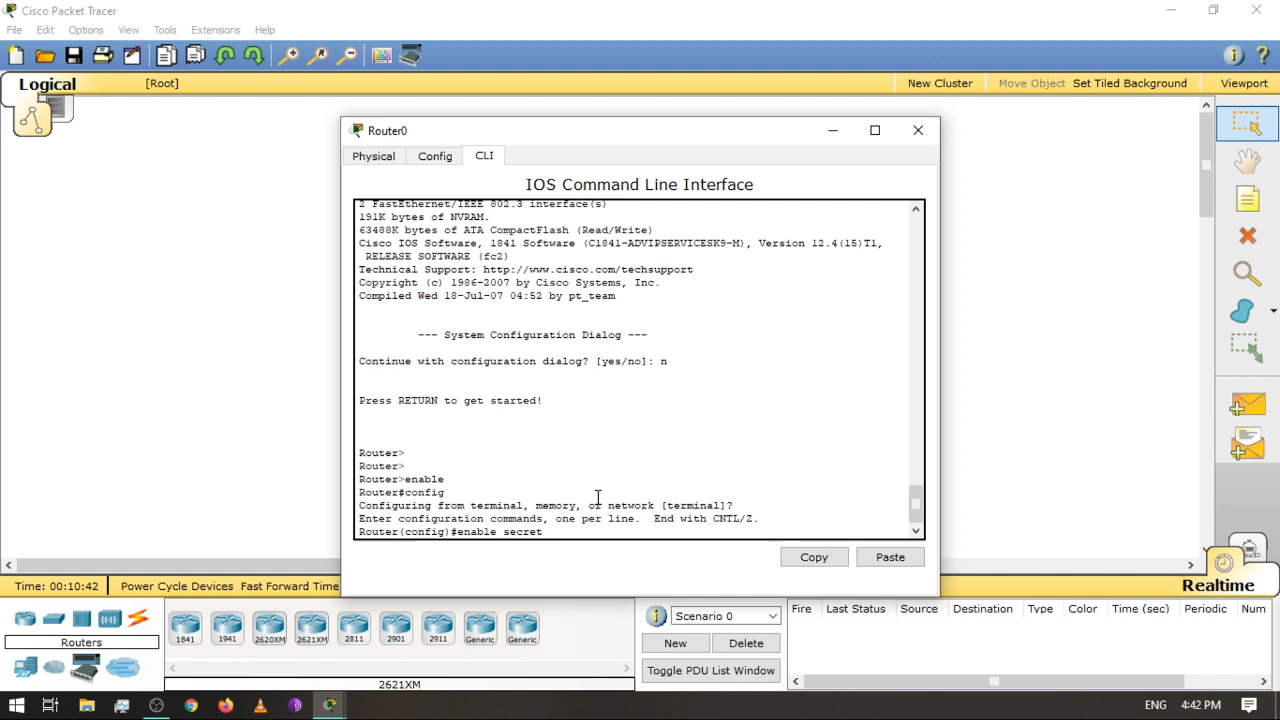 Cisco Packet Tracer
File Edit Options View Tools Extensions Help
Logical [Root] New Cluster Move Object Set Tiled Background Viewport
Router0
Physical Config CLI
IOS Command Line Interface
2 FastEthernet/IEEE 802.3 interface(s)
191K bytes of NVRAM.
63488K bytes of ATA CompactFlash (Read/Write)
Cisco IOS Software, 1841 Software (C1841-ADVIPSERVICESK9-M), Version 12.4(15)T1,
RELEASE SOFTWARE (fc2)
Technical Support: http://www.cisco.com/techsupport
Copyright (c) 1986-2007 by Cisco Systems, Inc.
Compiled Wed 18-Jul-07 04:52 by pt_team
--- System Configuration Dialog ---
Continue with configuration dialog? [yes/no]: n
Press RETURN to get started!
Router>
Router>
Router>enable
Router#config
Configuring from terminal, memory, or network [terminal]?
Enter configuration commands, one per line. End with CNTL/Z.
Router(config)#enable secret
Copy Paste
Time: 00:10:42 Power Cycle Devices Fast Forward Time
Realtime
Routers
1841 1941 2620XM 2621XM 2811 2901 2911 Generic Generic
2621XM
Scenario 0
New Delete
Toggle PDU List Window
Fire Last Status Source Destination Type Color Time (sec) Periodic Num
ENG 4:42 PM